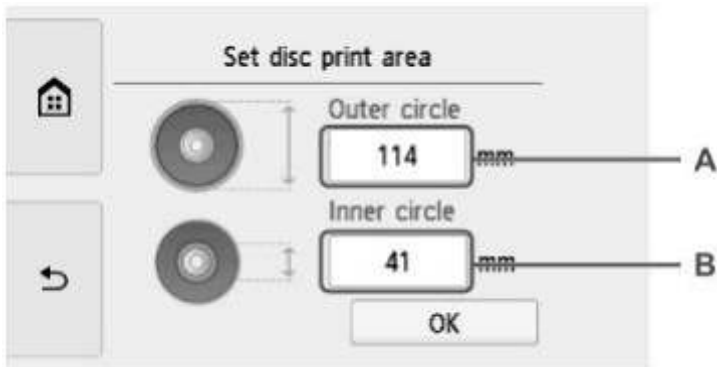 Set disc print area
Outer circle
114 mm A
Inner circle
41 mm B
OK